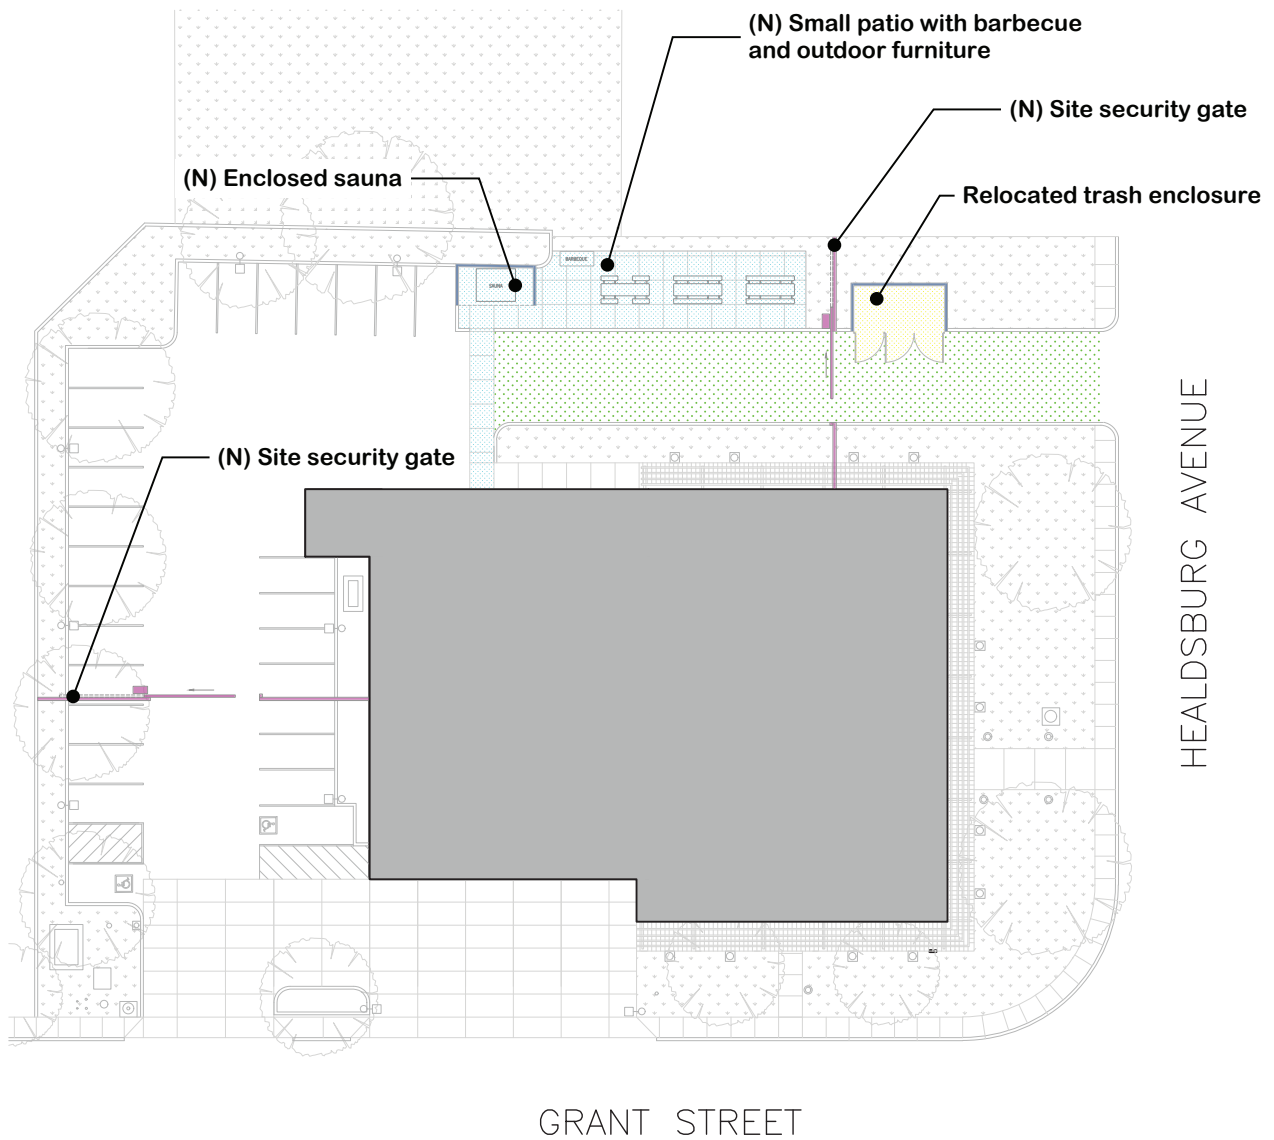 (N) Small patio with barbecue
and outdoor furniture
(N) Site security gate
(N) Enclosed sauna
Relocated trash enclosure
BARBEQUE
SAUNA
(N) Site security gate
HEALDSBURG AVENUE
GRANT STREET